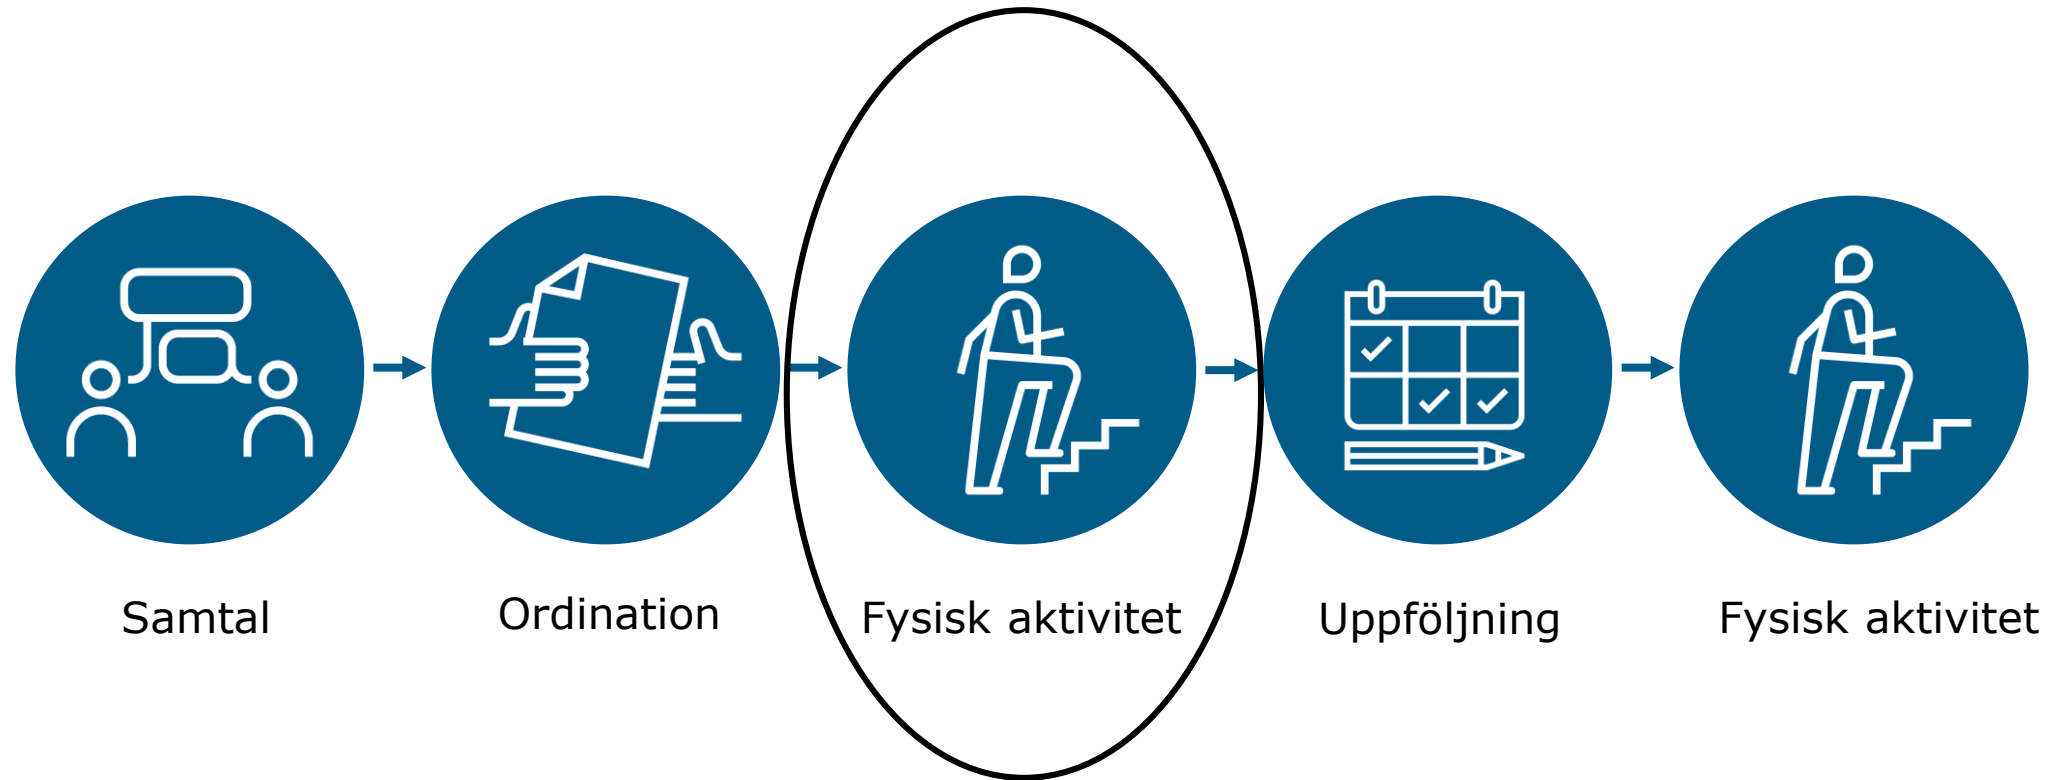 Samtal
Ordination
Fysisk aktivitet
Uppföljning
Fysisk aktivitet